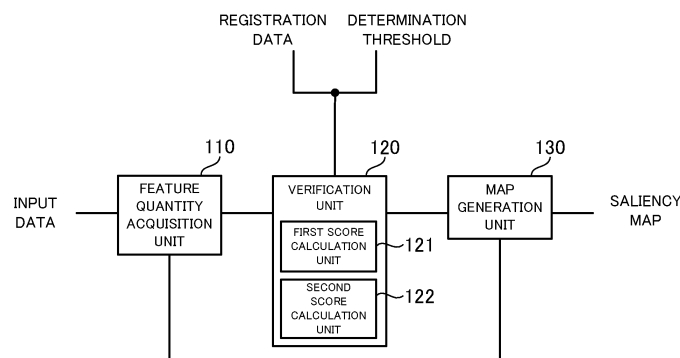 REGISTRATION
DATA
DETERMINATION
THRESHOLD
110
120
130
INPUT
DATA
FEATURE
QUANTITY
ACQUISITION
UNIT
VERIFICATION
UNIT
FIRST SCORE
CALCULATION
UNIT
121
SECOND
SCORE
CALCULATION
UNIT
122
MAP
GENERATION
UNIT
SALIENCY
MAP